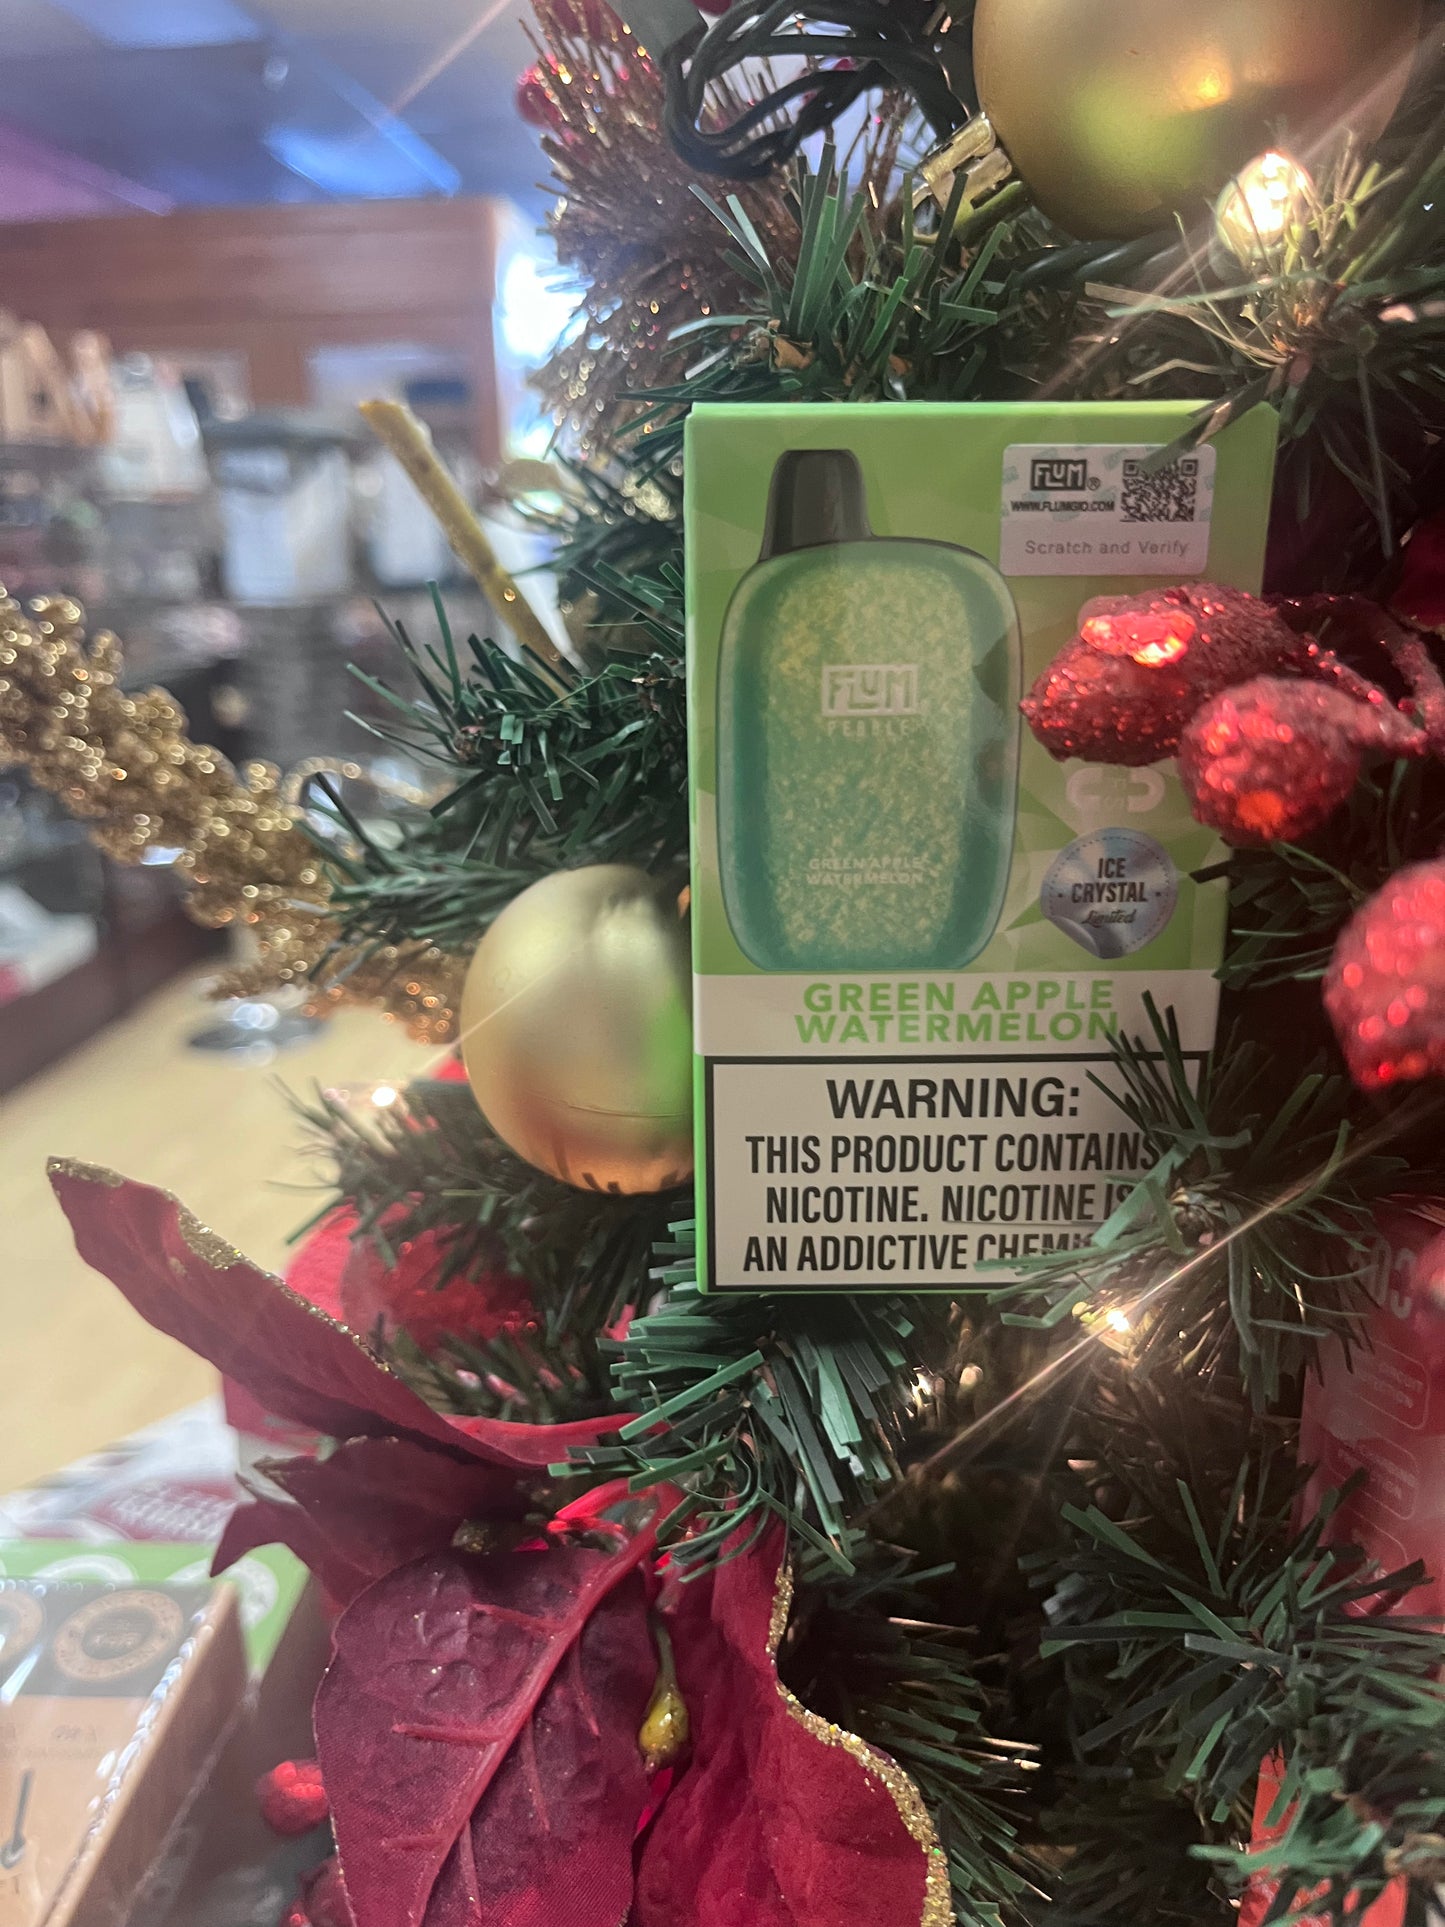 FLUM®
WWW.FLUMGIO.COM
Scratch and Verify
FLUM
PEBBLE
GREEN APPLE
WATERMELON
ICE
CRYSTAL
Limited
GREEN APPLE
WATERMELON
WARNING:
THIS PRODUCT CONTAINS
NICOTINE. NICOTINE IS
AN ADDICTIVE